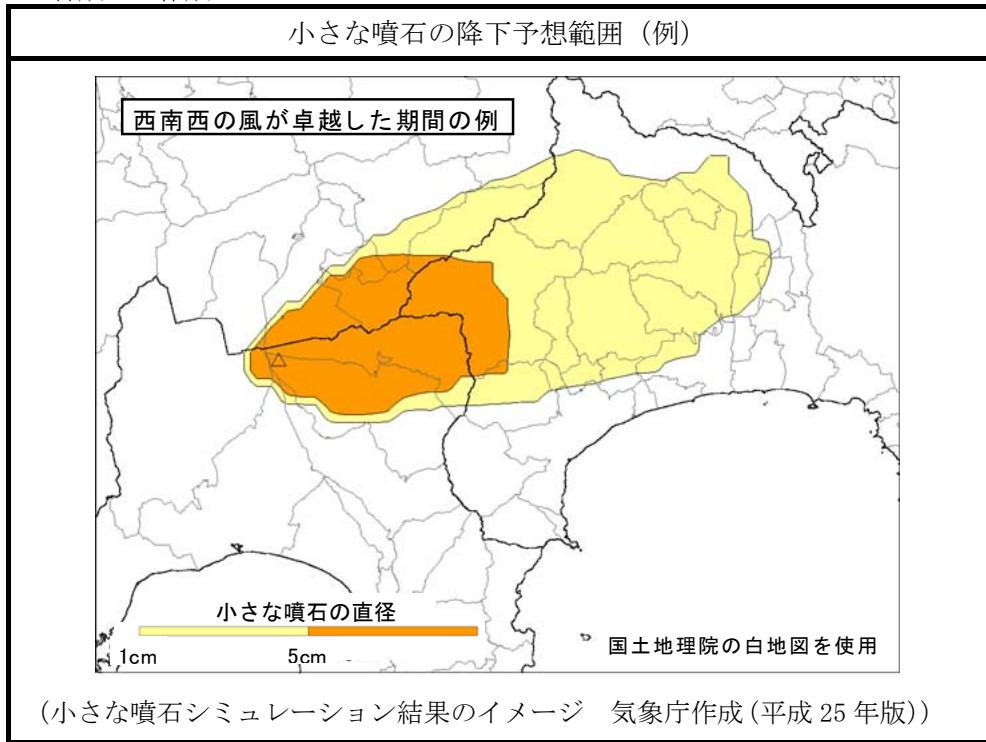 小さな噴石の降下予想範囲（例）
西南西の風が卓越した期間の例
小さな噴石の直径
1cm 5cm
国土地理院の白地図を使用
（小さな噴石シミュレーション結果のイメージ　気象庁作成（平成 25 年版））